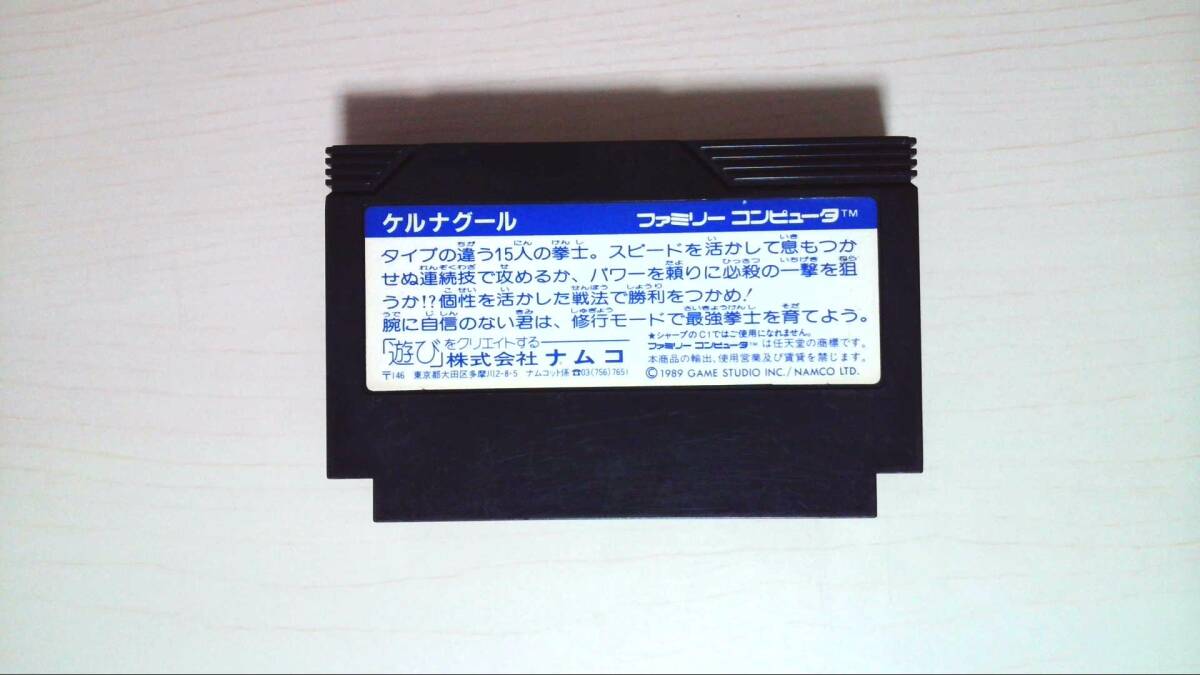 ケルナグール ファミリー コンピュータ™
タイプの違う15人の拳士。スピードを活かして息もつか
せぬ連続技で攻めるか、パワーを頼りに必殺の一撃を狙
うか!?個性を活かした戦法で勝利をつかめ!
腕に自信のない君は、修行モードで最強拳士を育てよう。
「遊び」をクリエイトする
株式会社 ナムコ
〒146 東京都大田区多摩川2-8-5 ナムコット係 ☎03(756)7651
★シャープのC1ではご使用になれません。
ファミリー コンピュータ™ は任天堂の商標です。
本商品の輸出、使用営業及び賃貸を禁じます。
©1989 GAME STUDIO INC./NAMCO LTD.